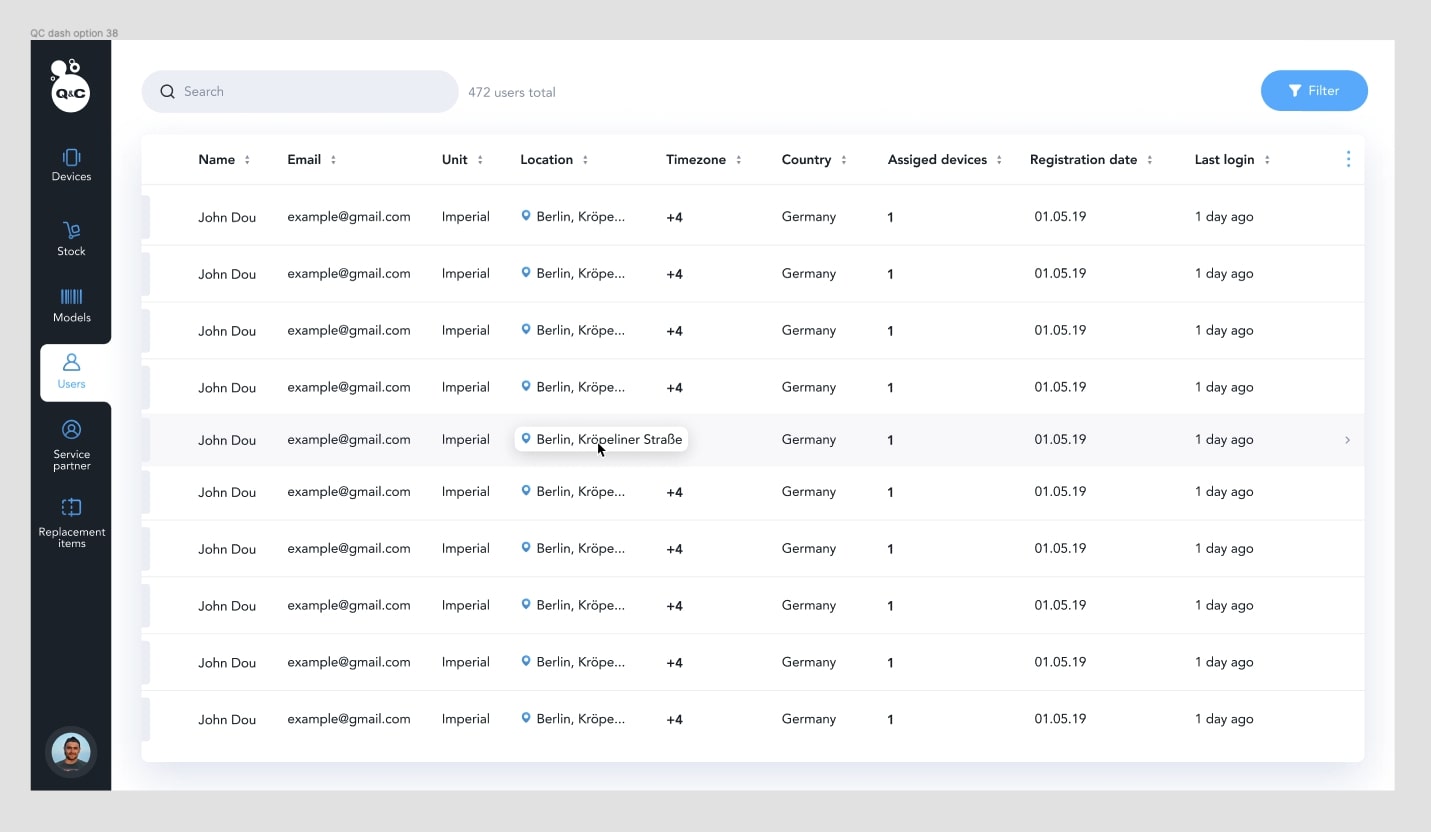 QC dash option 38
Q&C
Devices
Stock
Models
Users
Service
partner
Replacement
items
Search
472 users total
Filter
Name Email Unit Location Timezone Country Assiged devices Registration date Last login
John Dou example@gmail.com Imperial Berlin, Kröpe... +4 Germany 1 01.05.19 1 day ago
John Dou example@gmail.com Imperial Berlin, Kröpe... +4 Germany 1 01.05.19 1 day ago
John Dou example@gmail.com Imperial Berlin, Kröpe... +4 Germany 1 01.05.19 1 day ago
John Dou example@gmail.com Imperial Berlin, Kröpe... +4 Germany 1 01.05.19 1 day ago
John Dou example@gmail.com Imperial Berlin, Kröpeliner Straße Germany 1 01.05.19 1 day ago
John Dou example@gmail.com Imperial Berlin, Kröpe... +4 Germany 1 01.05.19 1 day ago
John Dou example@gmail.com Imperial Berlin, Kröpe... +4 Germany 1 01.05.19 1 day ago
John Dou example@gmail.com Imperial Berlin, Kröpe... +4 Germany 1 01.05.19 1 day ago
John Dou example@gmail.com Imperial Berlin, Kröpe... +4 Germany 1 01.05.19 1 day ago
John Dou example@gmail.com Imperial Berlin, Kröpe... +4 Germany 1 01.05.19 1 day ago